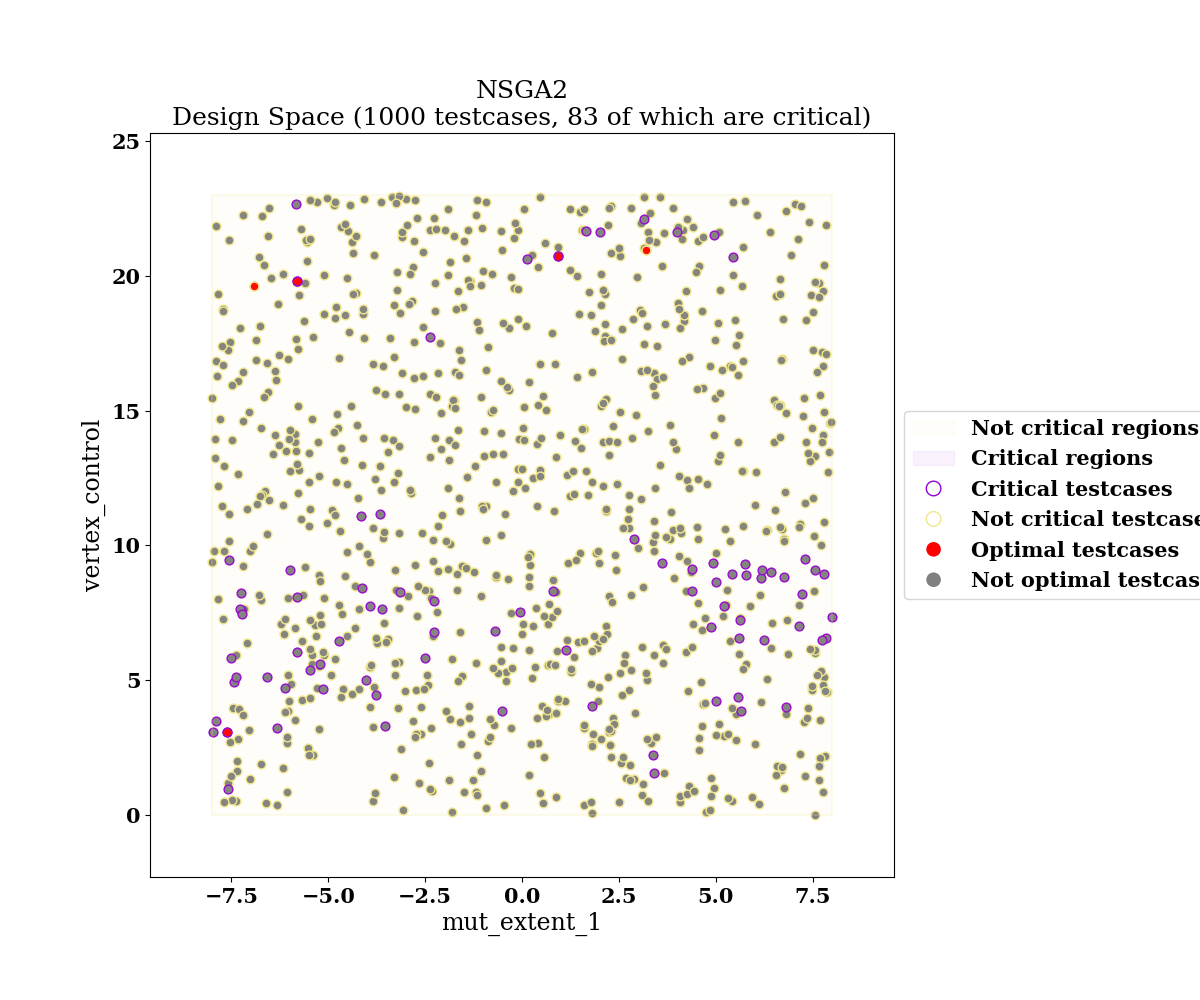 NSGA2
Design Space (1000 testcases, 83 of which are critical)
25
20
15
10
5
0
vertex_control
−7.5
−5.0
−2.5
0.0
2.5
5.0
7.5
mut_extent_1
Not critical regions
Critical regions
Critical testcases
Not critical testcase
Optimal testcases
Not optimal testcas